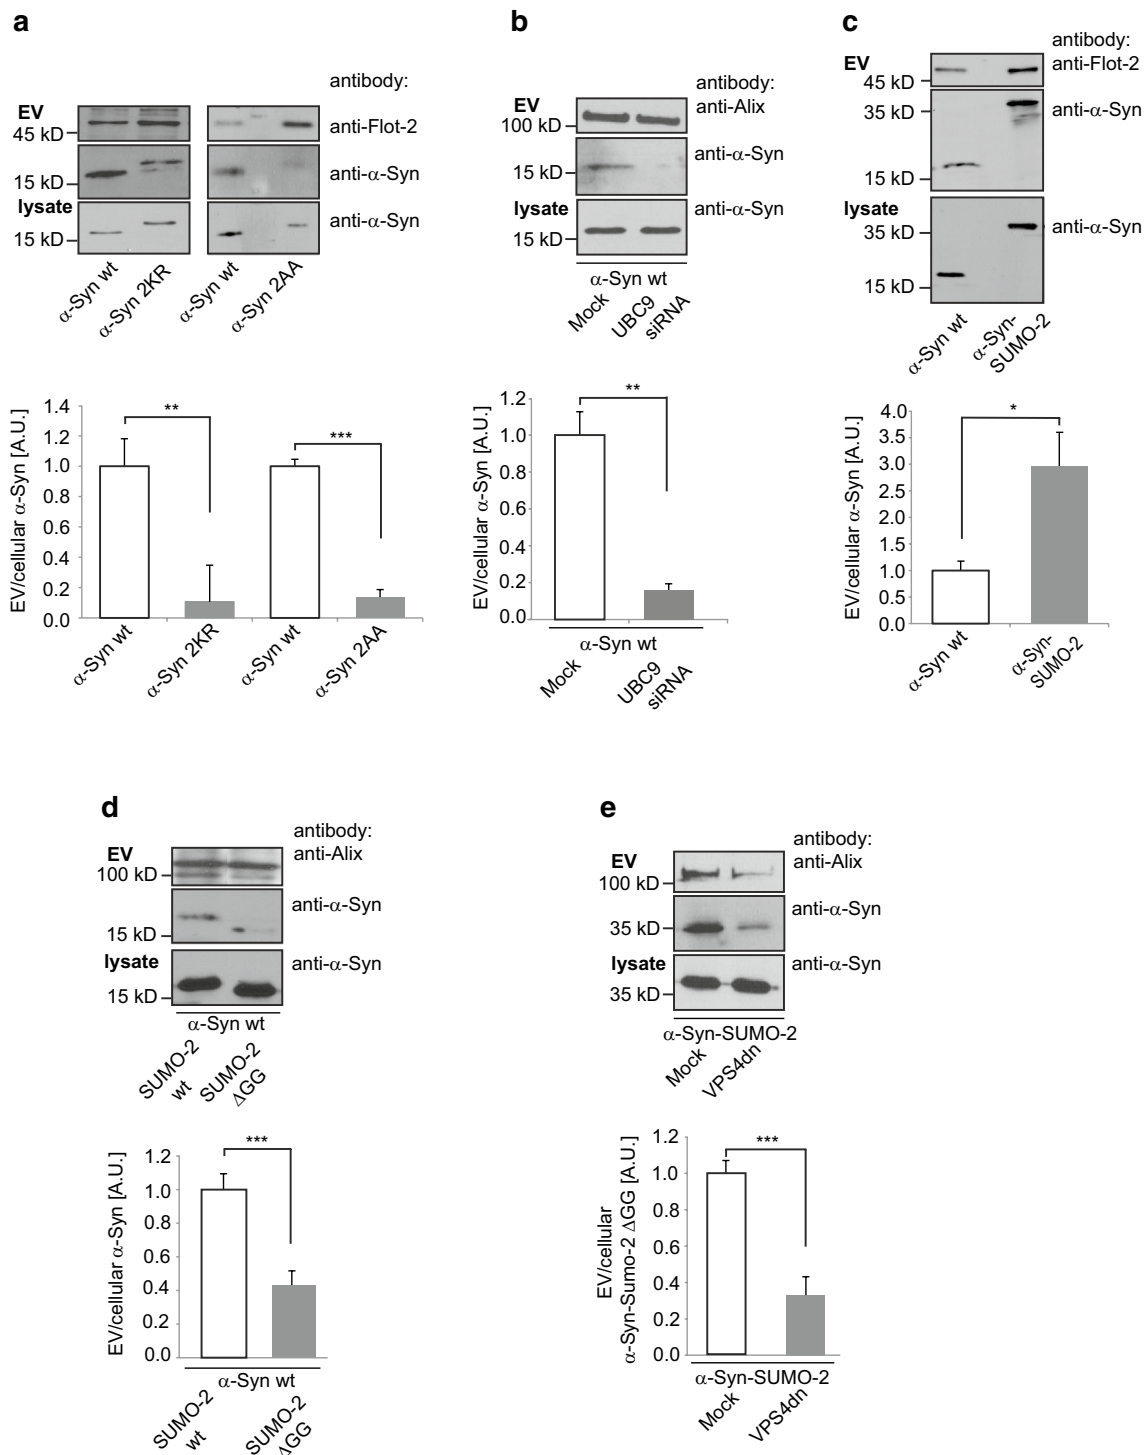 a
antibody:
EV
45 kD
anti-Flot-2
15 kD
anti-α-Syn
lysate
15 kD
anti-α-Syn
α-Syn wt
α-Syn 2KR
α-Syn wt
α-Syn 2AA
EV/cellular α-Syn [A.U.]
1.4
1.2
1.0
0.8
0.6
0.4
0.2
0.0
**
***
α-Syn wt
α-Syn 2KR
α-Syn wt
α-Syn 2AA
b
antibody:
EV
anti-Alix
100 kD
anti-α-Syn
15 kD
lysate
anti-α-Syn
15 kD
α-Syn wt
Mock
UBC9
siRNA
EV/cellular α-Syn [A.U.]
1.2
1.0
0.8
0.6
0.4
0.2
0.0
**
α-Syn wt
Mock
UBC9
siRNA
c
antibody:
EV
anti-Flot-2
45 kD
35 kD
anti-α-Syn
15 kD
lysate
35 kD
anti-α-Syn
15 kD
α-Syn wt
α-Syn-
SUMO-2
EV/cellular α-Syn [A.U.]
4.0
3.5
3.0
2.5
2.0
1.5
1.0
0.5
0.0
*
α-Syn wt
α-Syn-
SUMO-2
d
antibody:
EV
anti-Alix
100 kD
anti-α-Syn
15 kD
lysate
anti-α-Syn
15 kD
α-Syn wt
SUMO-2
wt
SUMO-2
ΔGG
EV/cellular α-Syn [A.U.]
1.2
1.0
0.8
0.6
0.4
0.2
0.0
***
α-Syn wt
SUMO-2
wt
SUMO-2
ΔGG
e
antibody:
EV
anti-Alix
100 kD
anti-α-Syn
35 kD
lysate
anti-α-Syn
35 kD
α-Syn-SUMO-2
Mock
VPS4dn
EV/cellular
α-Syn-Sumo-2 ΔGG [A.U.]
1.2
1.0
0.8
0.6
0.4
0.2
0.0
***
α-Syn-SUMO-2
Mock
VPS4dn